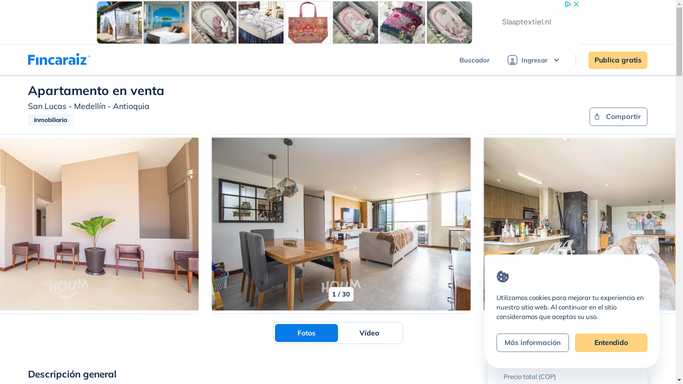 Slaaptextiel.nl
Fincaraiz
Buscador
Ingresar
Publica gratis
Apartamento en venta
San Lucas - Medellín - Antioquia
Inmobiliaria
Compartir
HOUM
HOUM
1 / 30
Utilizamos cookies para mejorar tu experiencia en
nuestro sitio web. Al continuar en el sitio
consideramos que aceptas su uso.
Más información
Entendido
Fotos
Vídeo
Descripción general
Precio total (COP)